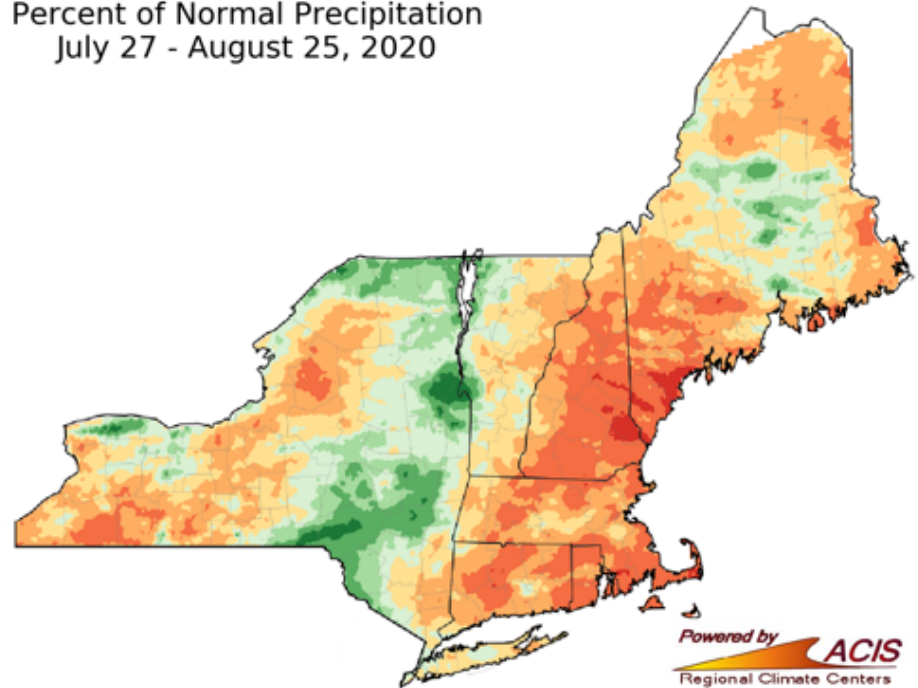 Percent of Normal Precipitation
July 27 - August 25, 2020
Powered by
ACIS
Regional Climate Centers